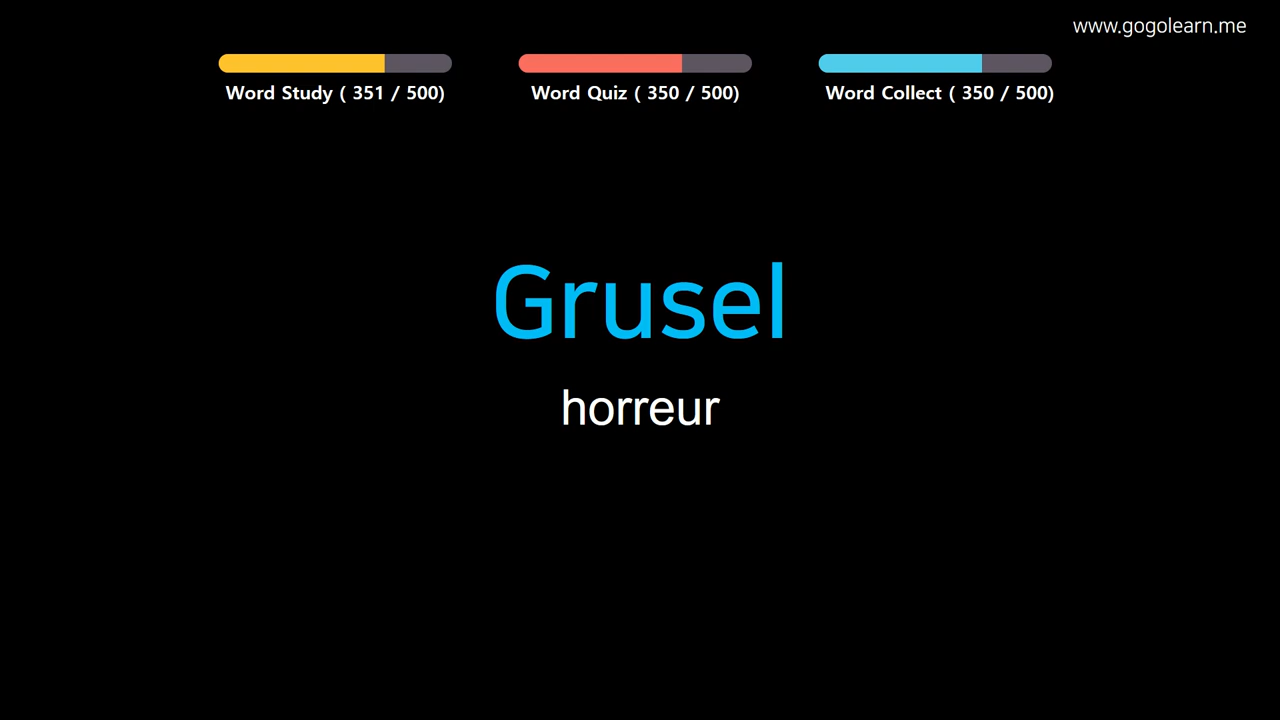 www.gogolearn.me
Word Study ( 351 / 500)
Word Quiz ( 350 / 500)
Word Collect ( 350 / 500)
Grusel
horreur